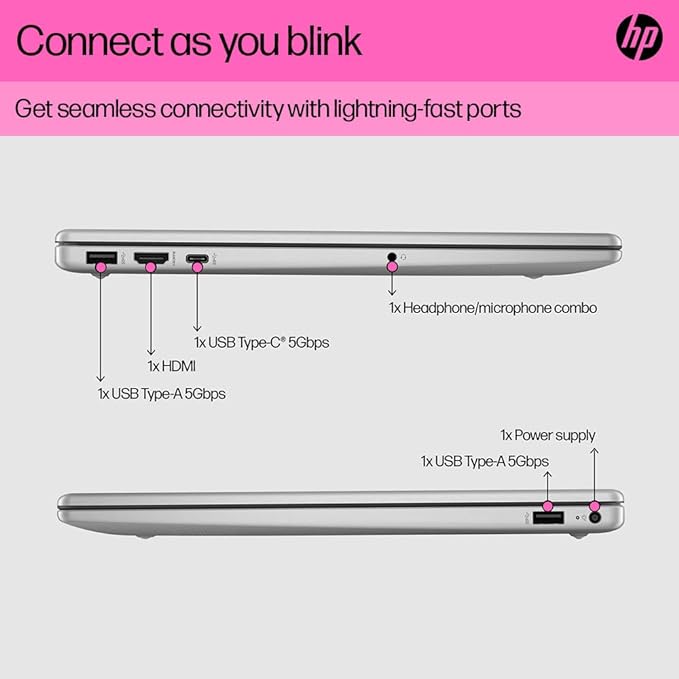 Connect as you blink
hp
Get seamless connectivity with lightning-fast ports
1x Headphone/microphone combo
1x USB Type-C® 5Gbps
1x HDMI
1x USB Type-A 5Gbps
1x Power supply
1x USB Type-A 5Gbps